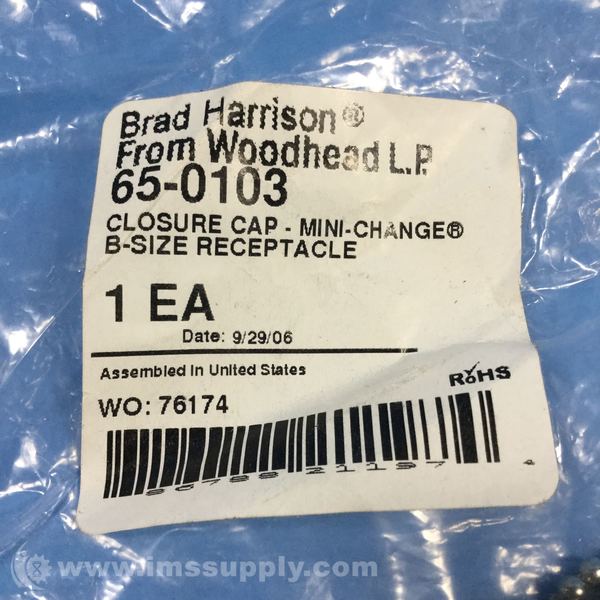 Brad Harrison®
From Woodhead L.P.
65-0103
CLOSURE CAP - MINI-CHANGE®
B-SIZE RECEPTACLE
1 EA
Date: 9/29/06
Assembled in United States
RoHS
WO: 76174
www.imssupply.com